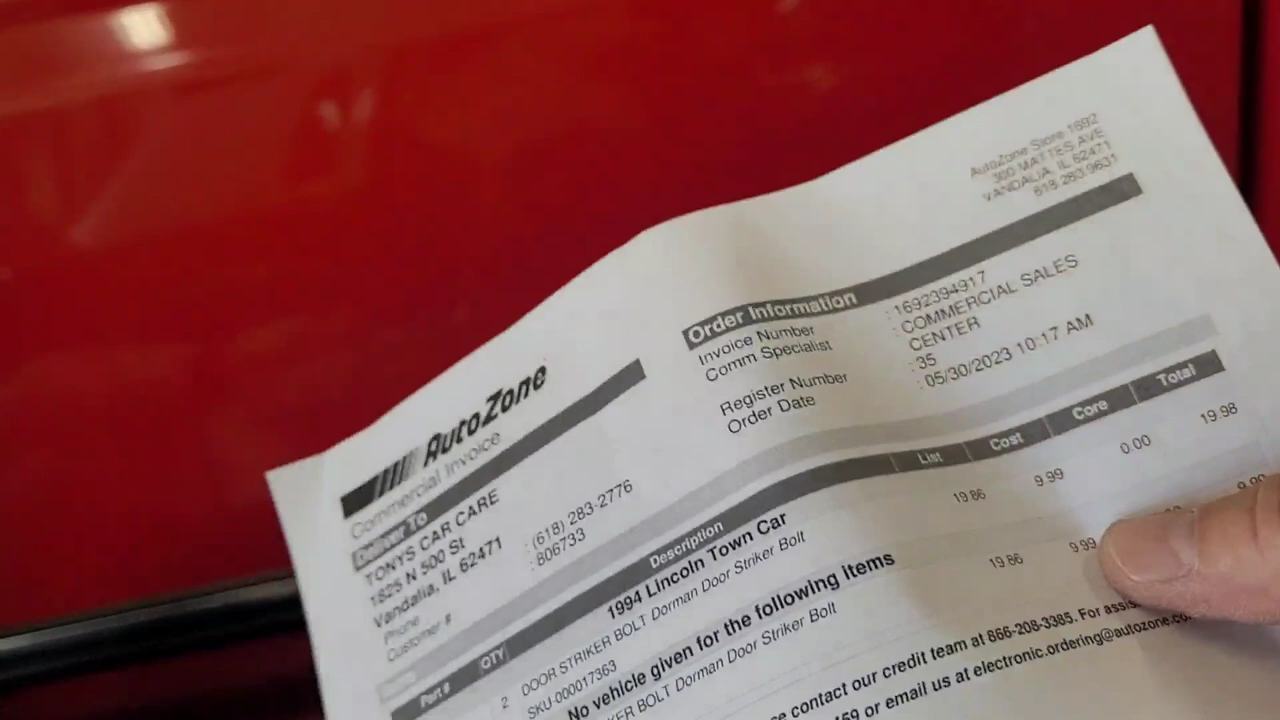 AutoZone Store 1692
300 MATTES AVE
VANDALIA, IL 62471
618.283.9631
Order Information
Invoice Number : 1692394917
Comm Specialist : COMMERCIAL SALES
CENTER
Register Number : 35
Order Date : 05/30/2023 10:17 AM
AutoZone
Commercial Invoice
Deliver To
TONYS CAR CARE
1825 N 500 St
Vandalia, IL 62471
Phone : (618) 283-2776
Customer # : 806733
Part # QTY Description List Cost Core Total
1994 Lincoln Town Car
2 DOOR STRIKER BOLT Dorman Door Striker Bolt 19.86 9.99 0.00 19.98
SKU-000017363
No vehicle given for the following items
KER BOLT Dorman Door Striker Bolt 19.86 9.99
contact our credit team at 866-208-3385. For
or email us at electronic.ordering@autozone.co